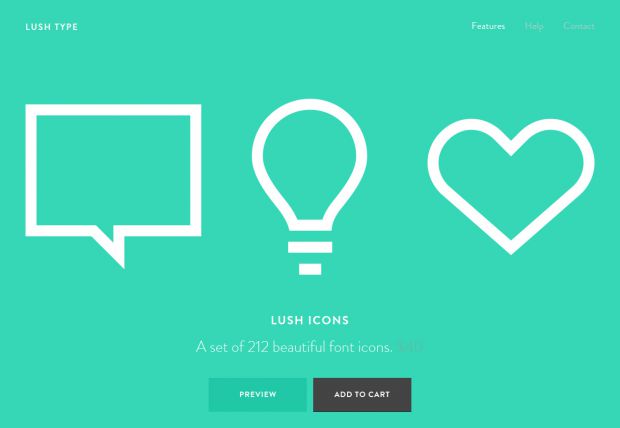 LUSH TYPE
Features Help Contact
LUSH ICONS
A set of 212 beautiful font icons. $40
PREVIEW
ADD TO CART